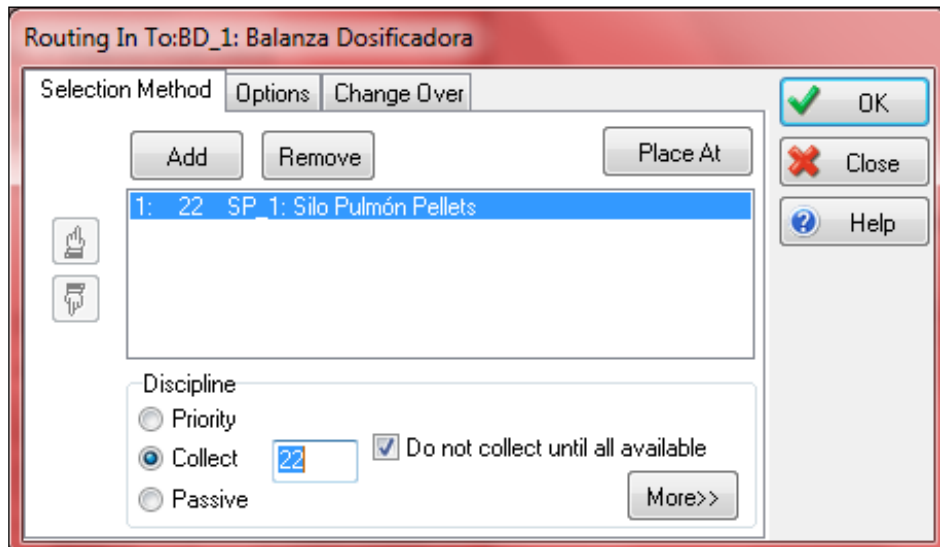 Routing In To:BD_1: Balanza Dosificadora
Selection Method Options Change Over
OK
Add Remove Place At
Close
1: 22 SP_1: Silo Pulmón Pellets
Help
Discipline
Priority
Collect 22 Do not collect until all available
Passive More>>